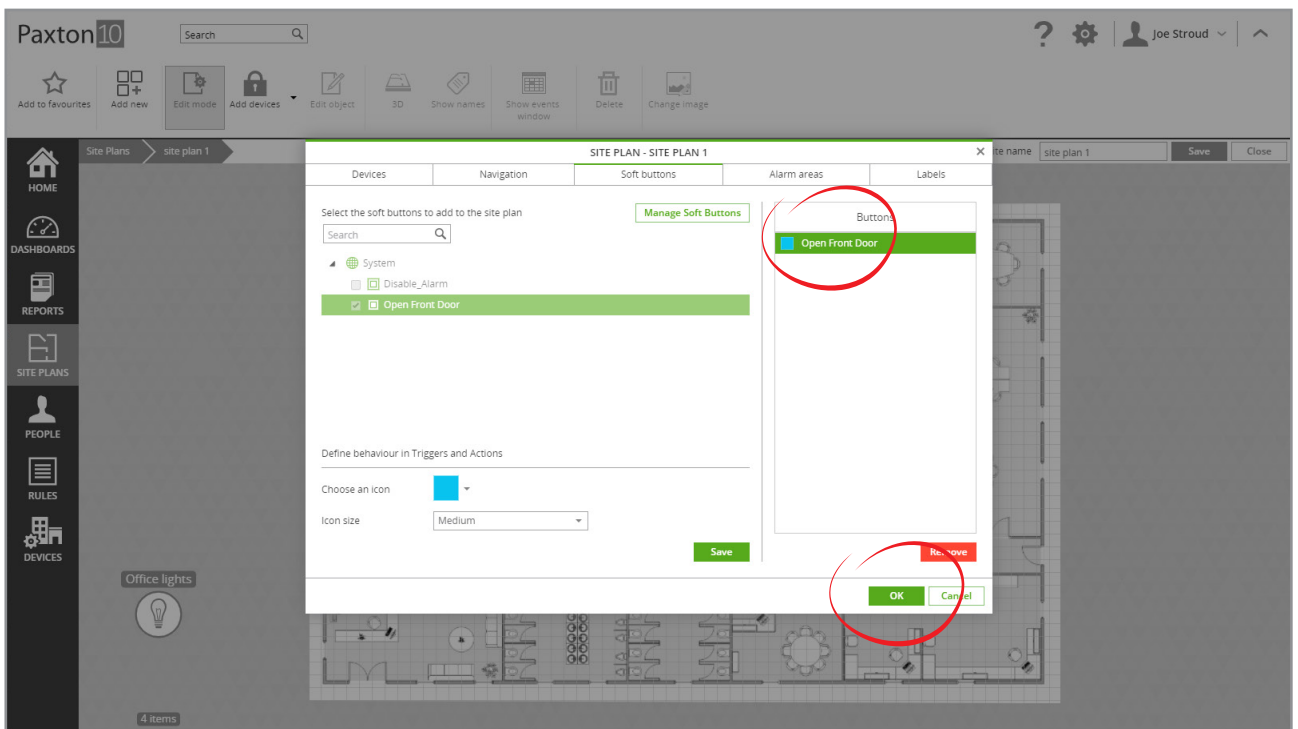 Paxton 10
Search
Joe Stroud
Add to favourites
Add new
Edit mode
Add devices
Edit object
3D
Show names
Show events
window
Delete
Change image
HOME
DASHBOARDS
REPORTS
SITE PLANS
PEOPLE
RULES
DEVICES
Site Plans
site plan 1
SITE PLAN - SITE PLAN 1
ite name
site plan 1
Save
Close
Devices
Navigation
Soft buttons
Alarm areas
Labels
Select the soft buttons to add to the site plan
Manage Soft Buttons
Search
System
Disable_Alarm
Open Front Door
Buttons
Open Front Door
Define behaviour in Triggers and Actions
Choose an icon
Icon size
Medium
Save
Remove
OK
Cancel
Office lights
4 items